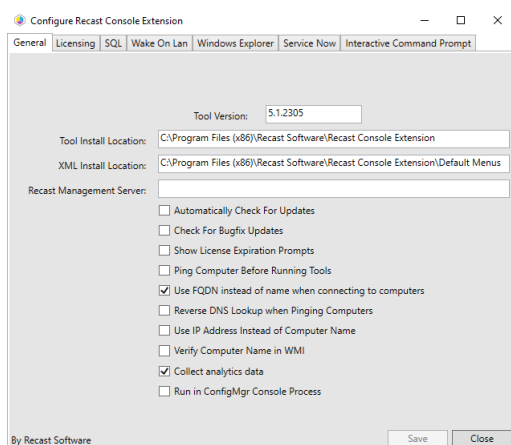 Configure Recast Console Extension
General Licensing SQL Wake On Lan Windows Explorer Service Now Interactive Command Prompt
Tool Version: 5.1.2305
Tool Install Location: C:\Program Files (x86)\Recast Software\Recast Console Extension
XML Install Location: C:\Program Files (x86)\Recast Software\Recast Console Extension\Default Menus
Recast Management Server:
Automatically Check For Updates
Check For Bugfix Updates
Show License Expiration Prompts
Ping Computer Before Running Tools
Use FQDN instead of name when connecting to computers
Reverse DNS Lookup when Pinging Computers
Use IP Address Instead of Computer Name
Verify Computer Name in WMI
Collect analytics data
Run in ConfigMgr Console Process
By Recast Software Save Close